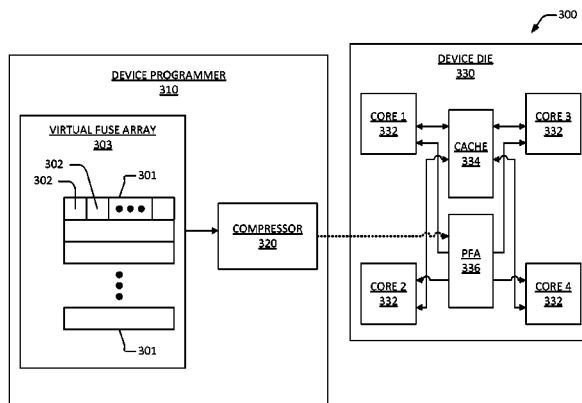 300
DEVICE PROGRAMMER
310
VIRTUAL FUSE ARRAY
303
302
302
301
301
COMPRESSOR
320
DEVICE DIE
330
CORE 1
332
CACHE
334
CORE 3
332
CORE 2
332
PFA
336
CORE 4
332